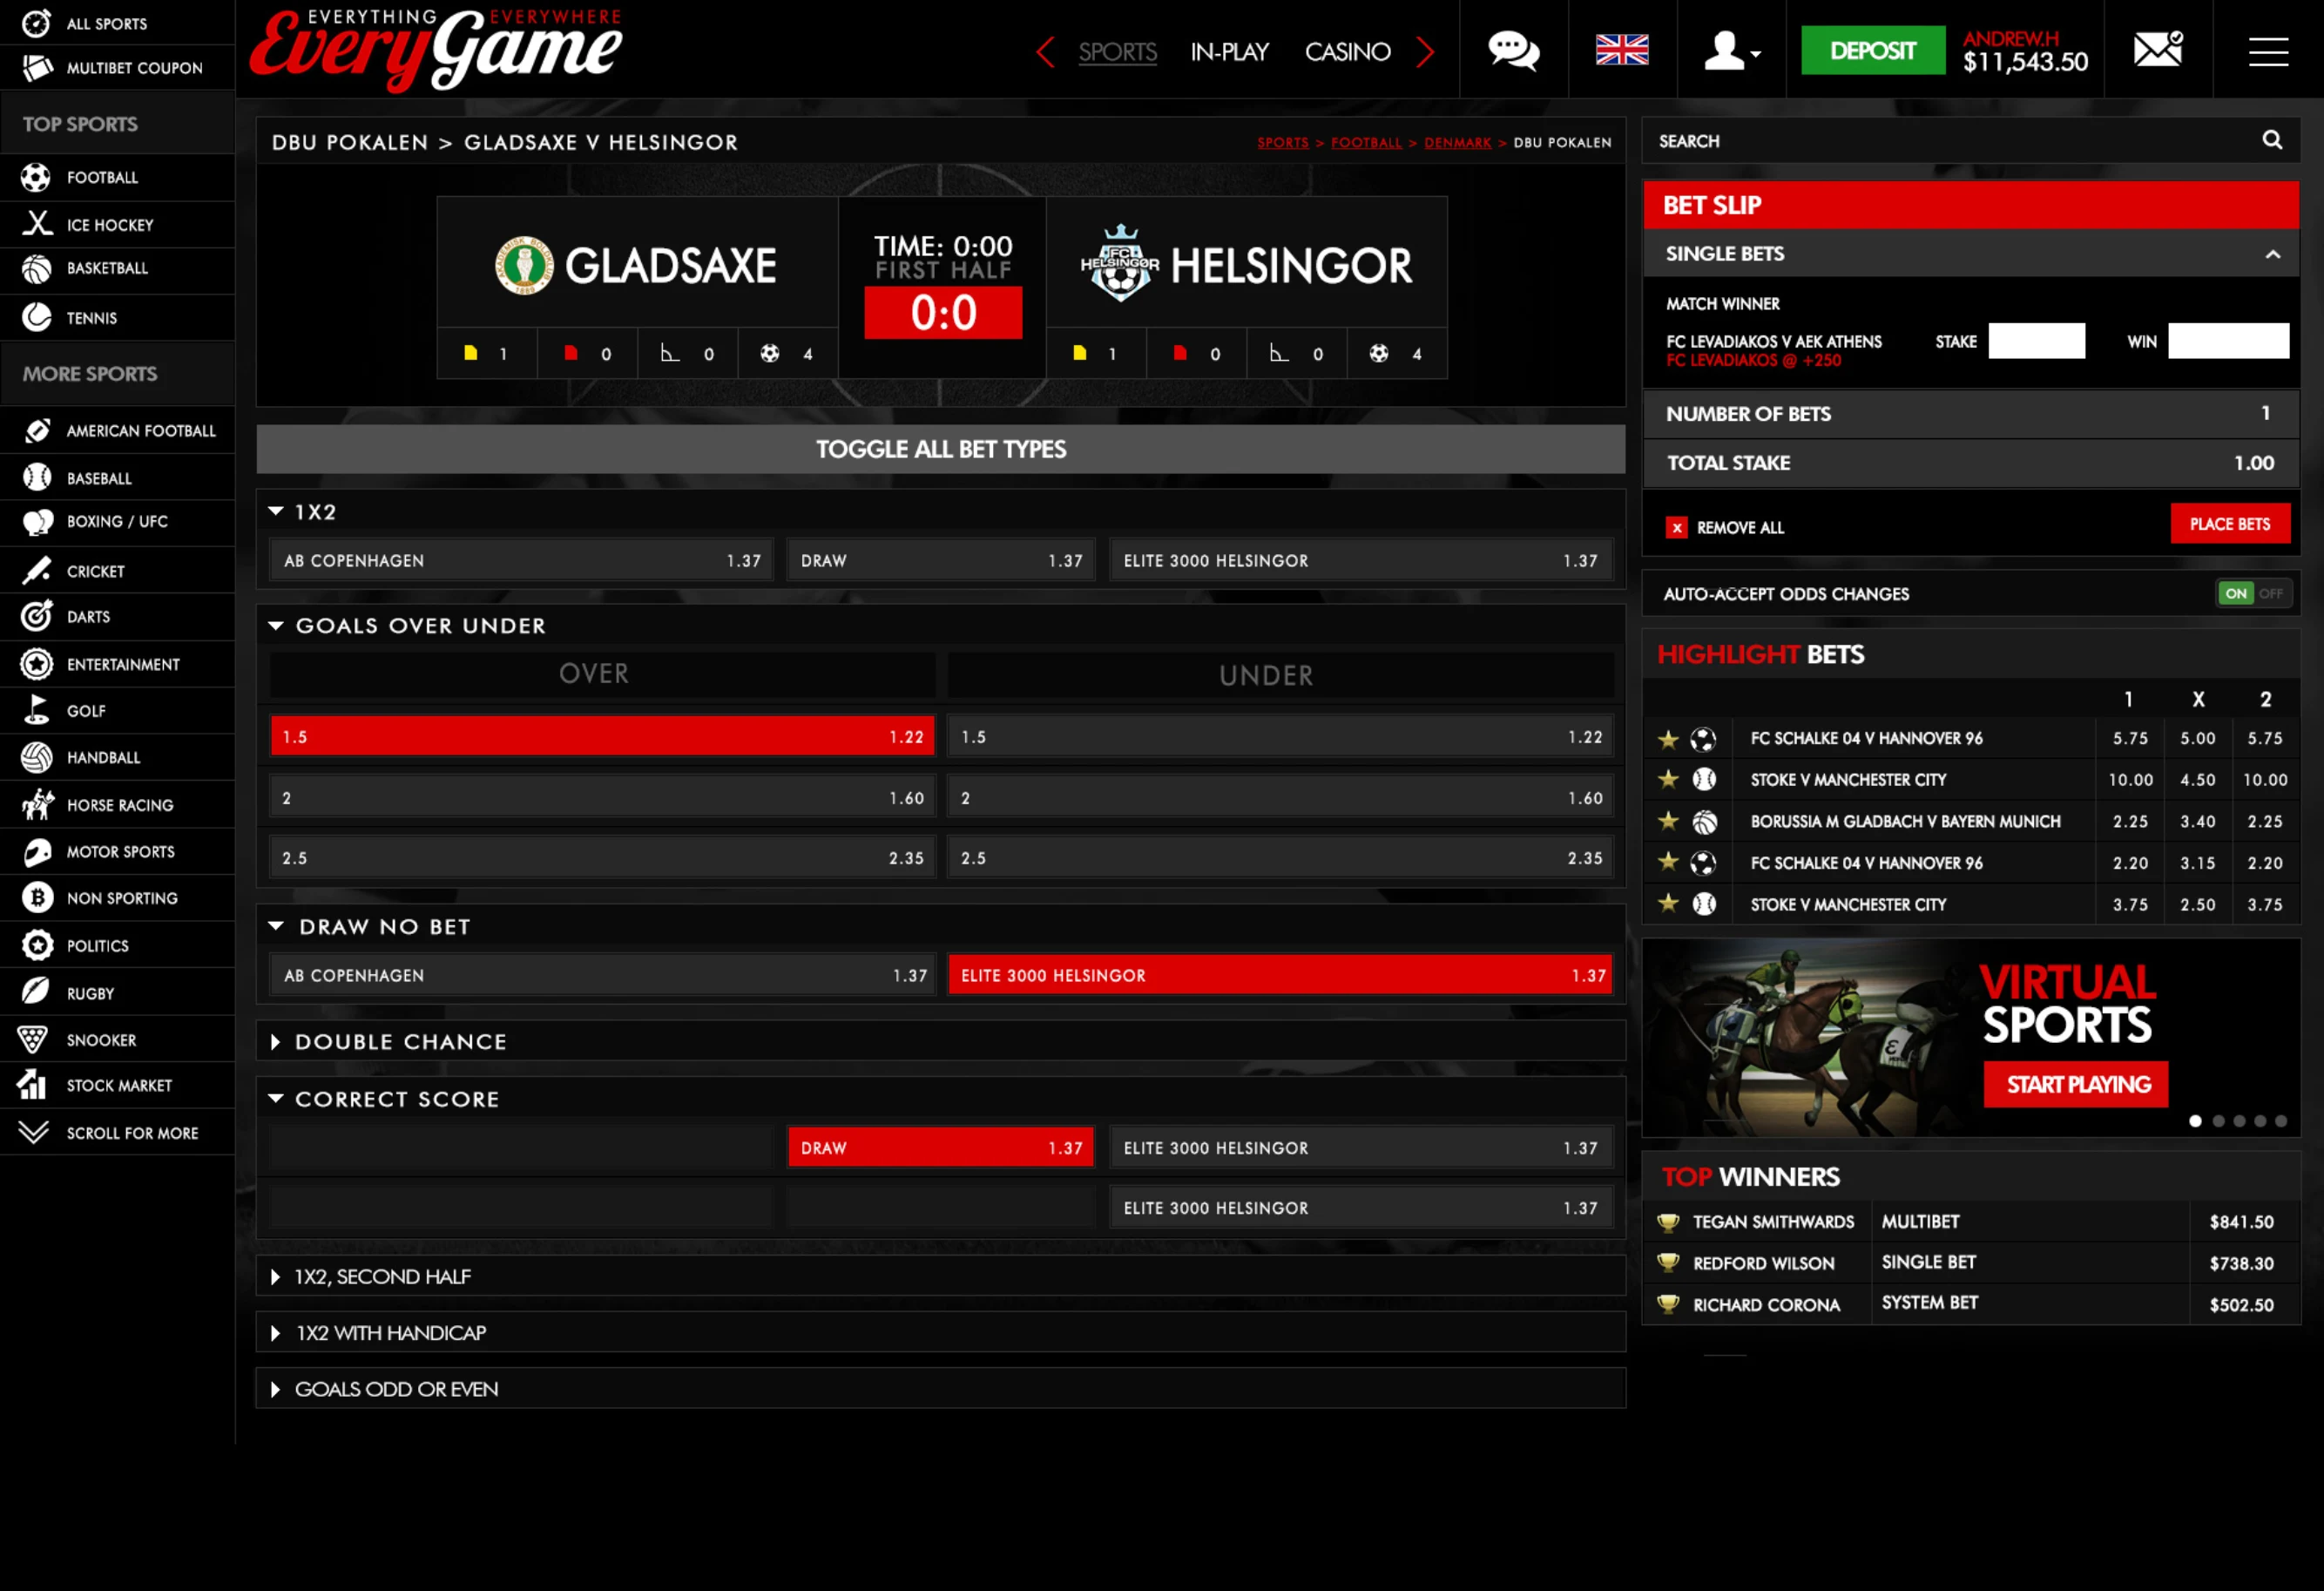 ALL SPORTS
MULTIBET COUPON
TOP SPORTS
FOOTBALL
ICE HOCKEY
BASKETBALL
TENNIS
MORE SPORTS
AMERICAN FOOTBALL
BASEBALL
BOXING / UFC
CRICKET
DARTS
ENTERTAINMENT
GOLF
HANDBALL
HORSE RACING
MOTOR SPORTS
NON SPORTING
POLITICS
RUGBY
SNOOKER
STOCK MARKET
SCROLL FOR MORE
EVERYTHING EVERYWHERE
EveryGame
SPORTS IN-PLAY CASINO
DEPOSIT
ANDREW.H
$11,543.50
DBU POKALEN > GLADSAXE V HELSINGOR
SPORTS > FOOTBALL > DENMARK > DBU POKALEN
GLADSAXE
TIME: 0:00
FIRST HALF
0:0
FC
HELSINGØR
HELSINGOR
1 0 0 4
1 0 0 4
TOGGLE ALL BET TYPES
1X2
AB COPENHAGEN 1.37 DRAW 1.37 ELITE 3000 HELSINGOR 1.37
GOALS OVER UNDER
OVER UNDER
1.5 1.22 1.5 1.22
2 1.60 2 1.60
2.5 2.35 2.5 2.35
DRAW NO BET
AB COPENHAGEN 1.37 ELITE 3000 HELSINGOR 1.37
DOUBLE CHANCE
CORRECT SCORE
DRAW 1.37 ELITE 3000 HELSINGOR 1.37
ELITE 3000 HELSINGOR 1.37
1X2, SECOND HALF
1X2 WITH HANDICAP
GOALS ODD OR EVEN
SEARCH
BET SLIP
SINGLE BETS
MATCH WINNER
FC LEVADIAKOS V AEK ATHENS STAKE WIN
FC LEVADIAKOS @ +250
NUMBER OF BETS 1
TOTAL STAKE 1.00
x REMOVE ALL PLACE BETS
AUTO-ACCEPT ODDS CHANGES ON OFF
HIGHLIGHT BETS
1 X 2
FC SCHALKE 04 V HANNOVER 96 5.75 5.00 5.75
STOKE V MANCHESTER CITY 10.00 4.50 10.00
BORUSSIA M GLADBACH V BAYERN MUNICH 2.25 3.40 2.25
FC SCHALKE 04 V HANNOVER 96 2.20 3.15 2.20
STOKE V MANCHESTER CITY 3.75 2.50 3.75
VIRTUAL
SPORTS
START PLAYING
TOP WINNERS
TEGAN SMITHWARDS MULTIBET $841.50
REDFORD WILSON SINGLE BET $738.30
RICHARD CORONA SYSTEM BET $502.50